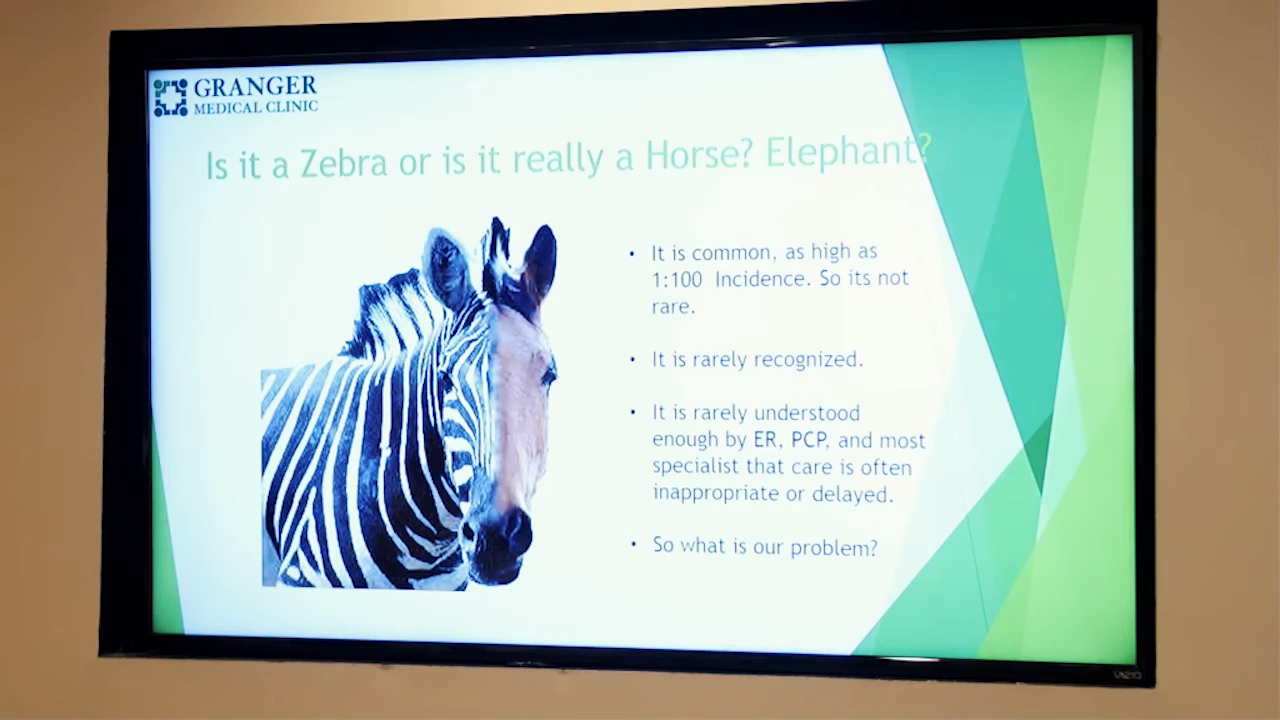 GRANGER
MEDICAL CLINIC
Is it a Zebra or is it really a Horse? Elephant?
• It is common, as high as
1:100 Incidence. So its not
rare.
• It is rarely recognized.
• It is rarely understood
enough by ER, PCP, and most
specialist that care is often
inappropriate or delayed.
• So what is our problem?
VIZIO